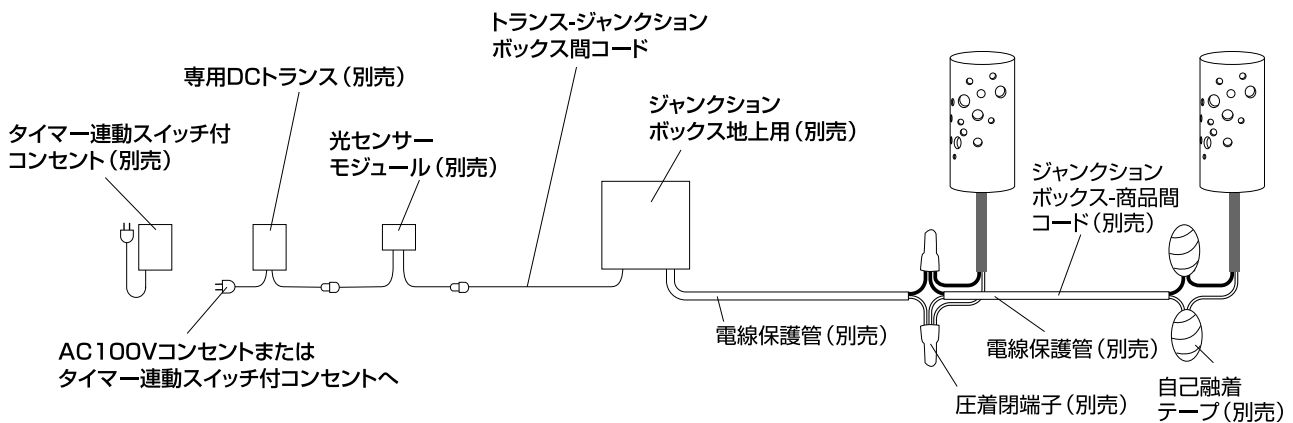 トランス-ジャンクション
ボックス間コード
専用DCトランス（別売）
ジャンクション
ボックス地上用（別売）
タイマー連動スイッチ付
コンセント（別売）
光センサー
モジュール（別売）
ジャンクション
ボックス-商品間
コード（別売）
電線保護管（別売）
電線保護管（別売）
AC100Vコンセントまたは
タイマー連動スイッチ付コンセントへ
圧着閉端子（別売）
自己融着
テープ（別売）